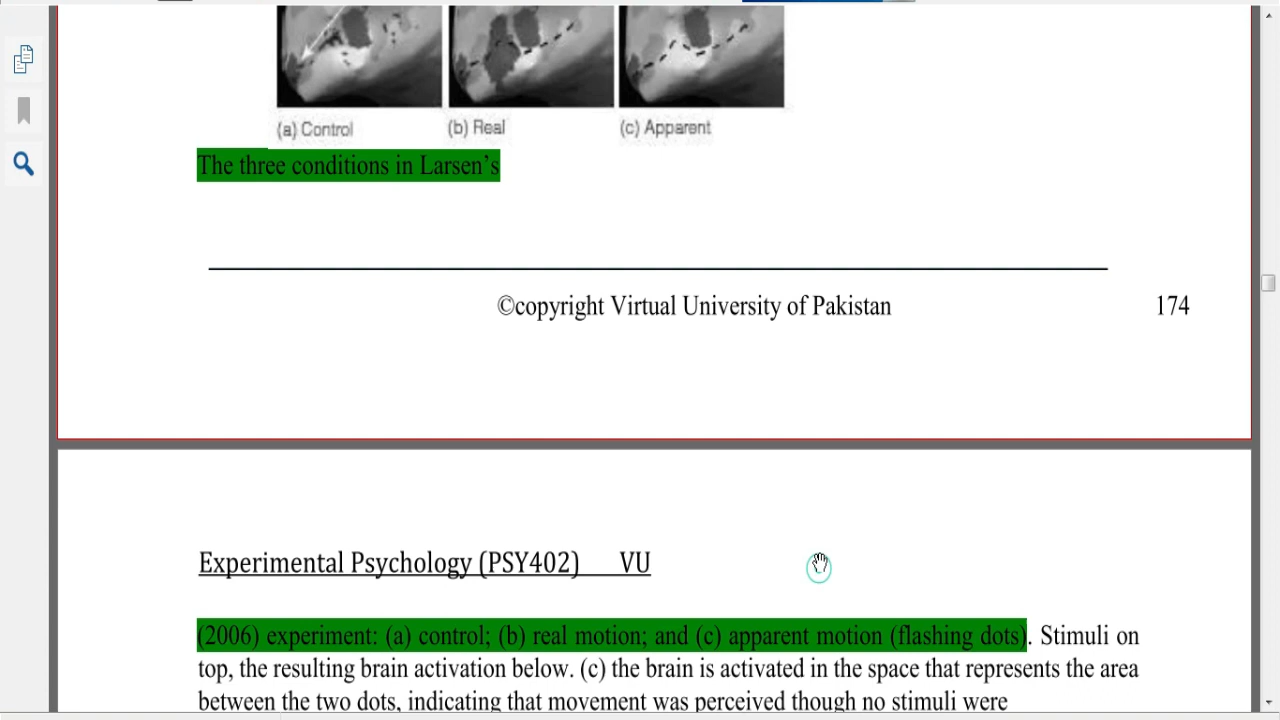 (a) Control
(b) Real
(c) Apparent
The three conditions in Larsen’s
©copyright Virtual University of Pakistan 174
Experimental Psychology (PSY402) VU
(2006) experiment: (a) control; (b) real motion; and (c) apparent motion (flashing dots). Stimuli on
top, the resulting brain activation below. (c) the brain is activated in the space that represents the area
between the two dots, indicating that movement was perceived though no stimuli were